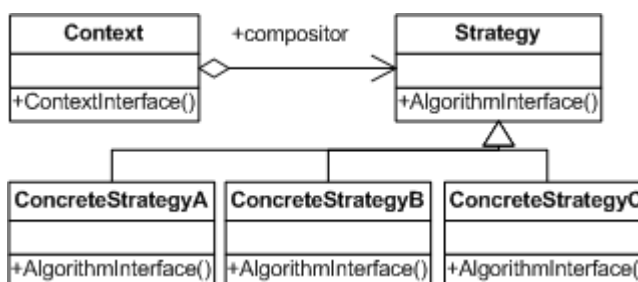 Context
+compositor
Strategy
+ContextInterface()
+AlgorithmInterface()
ConcreteStrategyA
ConcreteStrategyB
ConcreteStrategyC
+AlgorithmInterface()
+AlgorithmInterface()
+AlgorithmInterface()